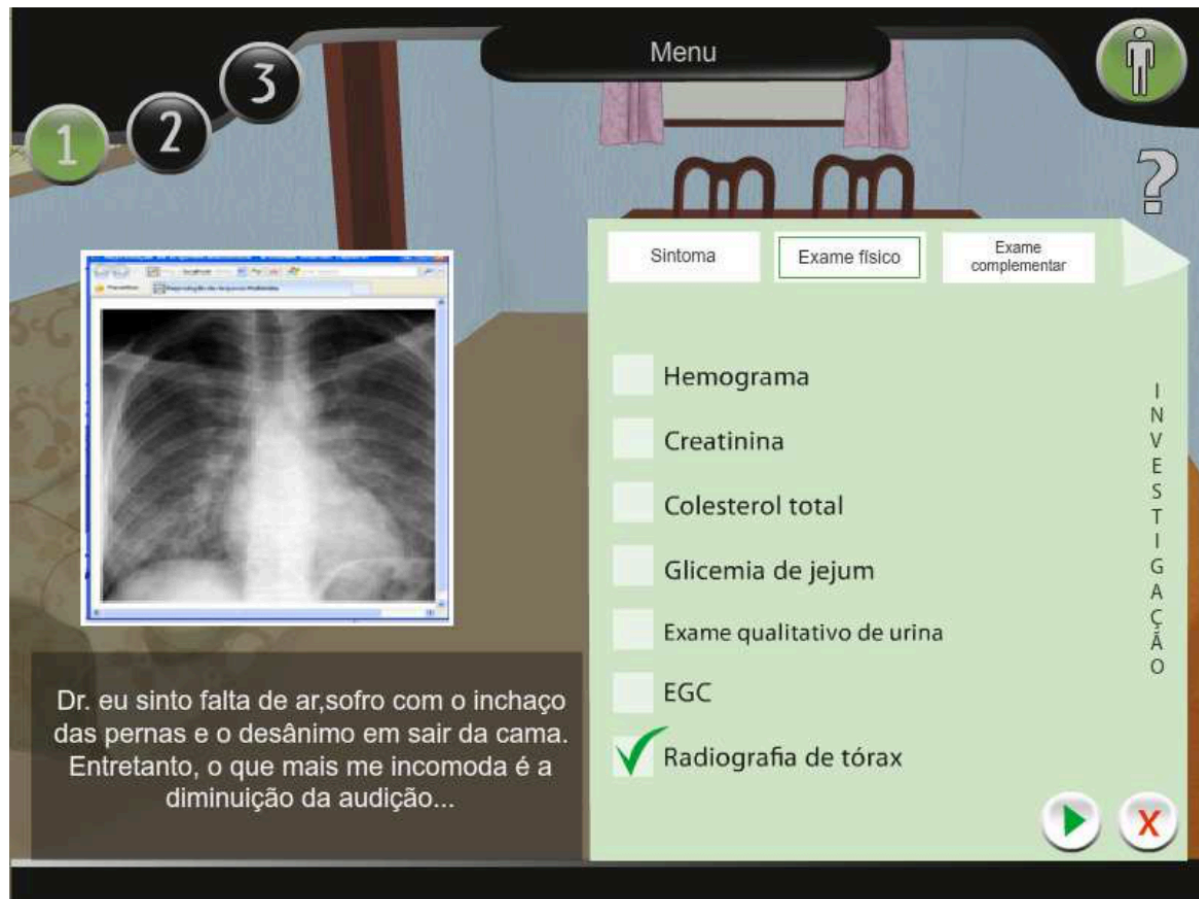 Menu
3
2
1
?
Sintoma
Exame físico
Exame
complementar
Hemograma
Creatinina
Colesterol total
Glicemia de jejum
Exame qualitativo de urina
EGC
Radiografia de tórax
INVESTIGAÇÃO
Dr. eu sinto falta de ar,sofro com o inchaço
das pernas e o desânimo em sair da cama.
Entretanto, o que mais me incomoda é a
diminuição da audição...
X